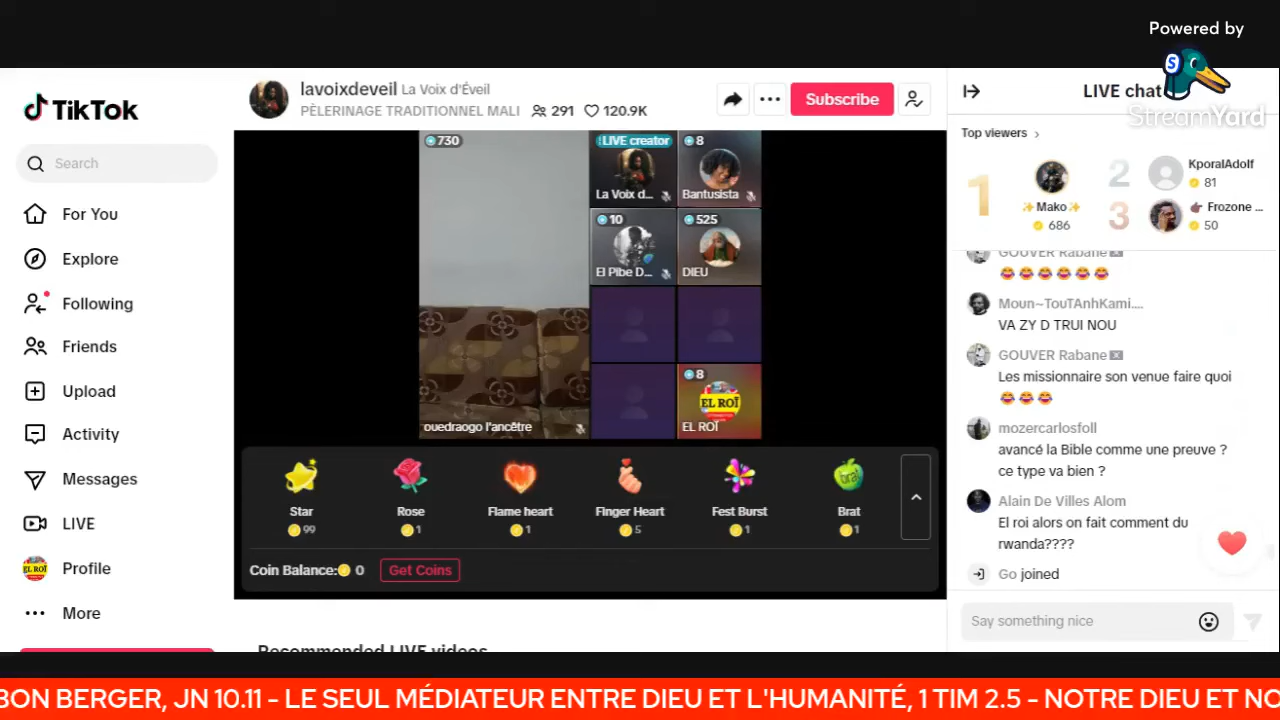 Powered by
S
StreamYard
TikTok
Search
For You
Explore
Following
Friends
Upload
Activity
Messages
LIVE
EL ROÏ
Profile
More
lavoixdeveil La Voix d'Éveil
PÈLERINAGE TRADITIONNEL MALI 291 120.9K
Subscribe
730
LIVE creator
La Voix d...
8
Bantusista
10
El Pibe D...
525
DIEU
8
EL ROÏ
EL ROÏ
ouedraogo l'ancêtre
Star
99
Rose
1
Flame heart
1
Finger Heart
5
Fest Burst
1
brat
Brat
1
Coin Balance: 0 Get Coins
Recommended LIVE videos
LIVE chat
Top viewers
1
✨Mako✨
686
2
KporalAdolf
81
3
Frozone ...
50
GOUVER Rabane
😂😂😂😂😂😂
Moun~TouTAnhKami....
VA ZY D TRUI NOU
GOUVER Rabane
Les missionnaire son venue faire quoi
😂😂😂
mozercarlosfoll
avancé la Bible comme une preuve ?
ce type va bien ?
Alain De Villes Alom
El roi alors on fait comment du
rwanda????
Go joined
Say something nice
BON BERGER, JN 10.11 - LE SEUL MÉDIATEUR ENTRE DIEU ET L'HUMANITÉ, 1 TIM 2.5 - NOTRE DIEU ET NO